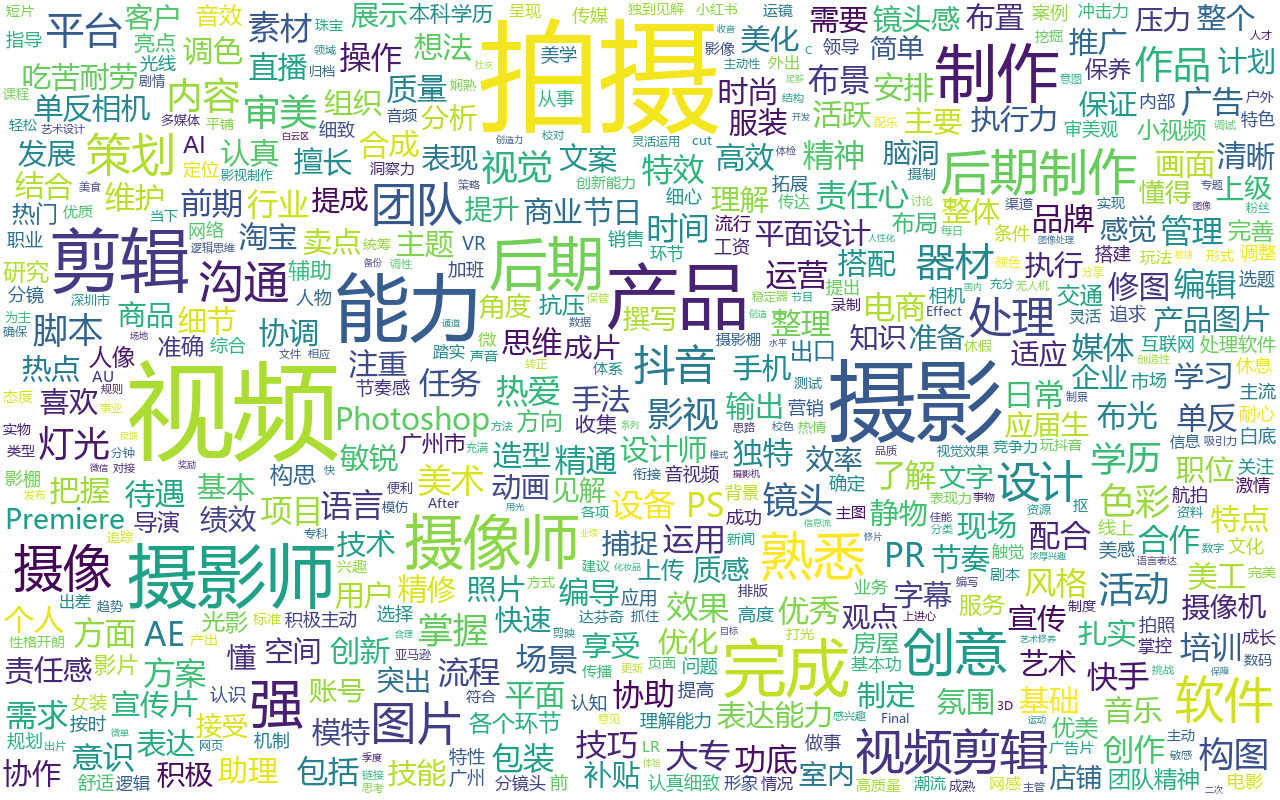 短片 平台 客户 音效 展示 本科学历 呈现 传媒 独到见解 小红书 运镜 需要 镜头感 布置 案例 冲击力 压力 整个
指导 亮点 调色 素材 想法 美学 拍摄 收音 珠宝 影像 美化 领导 简单 挖掘 推广 人才
光线 直播 操作 领域 社交 主动性 外出 C 布景 制作 保养 作品 计划
吃苦耐劳 剧情 归档 质量 娴熟 从事 足够 时尚 结构 安排 意图 内部 广告 户外
课程 单反相机 内容 审美 组织 音频 分析 服装 开发 活跃 主要 执行力 保证 特色
轻松 艺术设计 多媒体 平铺 白云区 细致 合成 创造力 校对 灵活运用 cut 体检 配乐 审美观 小视频 调试
发展 策划 AI 认真 擅长 洞察力 表现 视觉 文案 特效 高效 精神 脑洞 后期制作 画面 清晰
结合 定位 影视制作 美食 维护 前期 行业 提成 团队 策略 提升 创新能力 细心 理解 拓展 传达 责任心 摄制 懂得 专题 上级
热门 优质 当下 商业节日 时间 流行 布局 讨论 整体 品牌 渠道 实现 图像 粉丝
职业 网络 逻辑思维 淘宝 卖点 统筹 主题 VR 后期 销售 工资 平面设计 人性化 每日 条件 图像处理 感觉 管理 完善
研究 剪辑 沟通 辅助 备份 调性 加班 环节 产品 运营 搭配 器材 颜色 搭建 玩法 敏捷 形式 调整
分镜 深圳市 商品 人物 能力 角度 抗压 保管 稳定器 节目 提出 相机 国内 充分 执行 分享 无人机 修图 编辑 选题
为主 确保 脚本 场地 细节 协调 通道 微 撰写 数据 创造 整理 录制 电商 Effect 处理 交通 灵活 追求 产品图片
热点 准确 综合 文件 相应 注重 踏实 声音 思维 成片 摄影棚 水平 出口 知识 准备 休假 适应 媒体 互联网 处理软件
人像 AU 规则 节奏感 任务 转正 热爱 体系 抖音 手机 测试 摄影 日常 创造性 企业 市场 学习 休息
态度 喜欢 事业 视频 Photoshop 方向 手法 影视 输出 营销 制景 主流
实物 灯光 反馈 方法 收集 系列 思路 校色 热情 应届生 布光 单反 耐心
类型 分钟 微信 对接 奖励 构思 快 敏锐 广州市 充满 造型 精通 设计师 衔接 音视频 模式 独特 效率 品质 视觉效果 竞争力 玩抖音 信息 吸引力 白底
影棚 把握 待遇 基本 便利 美术 动画 见解 摄影机 背景 镜头 确定 了解 文字 设计 学历 职位 关注
发布 项目 语言 模仿 After 设备 PS 主图 表现力 事物 资源 抠 色彩 航拍 激情
Premiere 导演 绩效 专科 用光 各项 成功 信息流 静物 佳能 分类 现场 配合 线上 资料 特点
摄像 追踪 摄影师 技术 摄像师 业绩 捕捉 运用 新闻 熟悉 修片 PR 节奏 触觉 浓厚兴趣 合作 美感 数字 文化
兴趣 建议 化妆品 上传 质感 剧本 风格 语言表达 美工 完美
个人 出差 趋势 标准 用户 精修 照片 方式 编导 应用 排版 业务 编写 宣传 制度 活动 摄像机
性格开朗 方面 AE 光影 积极主动 选择 合理 快速 达芬奇 抓住 效果 高度 优秀 观点 字幕 服务 上进心 拍照 成长
产出 创新 掌握 剪映 享受 优化 目标 打光 房屋 创意 艺术修养 扎实 掌控 培训 数码
责任感 影片 方案 懂 空间 亚马逊 流程 场景 传播 更新 页面 问题 完成 基本功 艺术 快手 挑战 保障
需求 女装 宣传片 认识 强 账号 突出 符合 平面 认知 协助 提高 制定 氛围 3D 基础 音乐 软件
规划 按时 接受 模特 图片 各个环节 意见 理解能力 表达能力 感兴趣 Final 运动 优美 主动
出片 微单 意识 表达 网页 机制 季度 特性 包装 技巧 LR 体验 大专 功底 做事 视频剪辑 广告片 创作 敏感 构图
协作 舒适 逻辑 积极 助理 包括 链接 思考 技能 广州 分镜头 前 补贴 认真细致 形象 情况 室内 潮流 成熟 高质量 网感 主管 店铺 团队精神 二次 电影